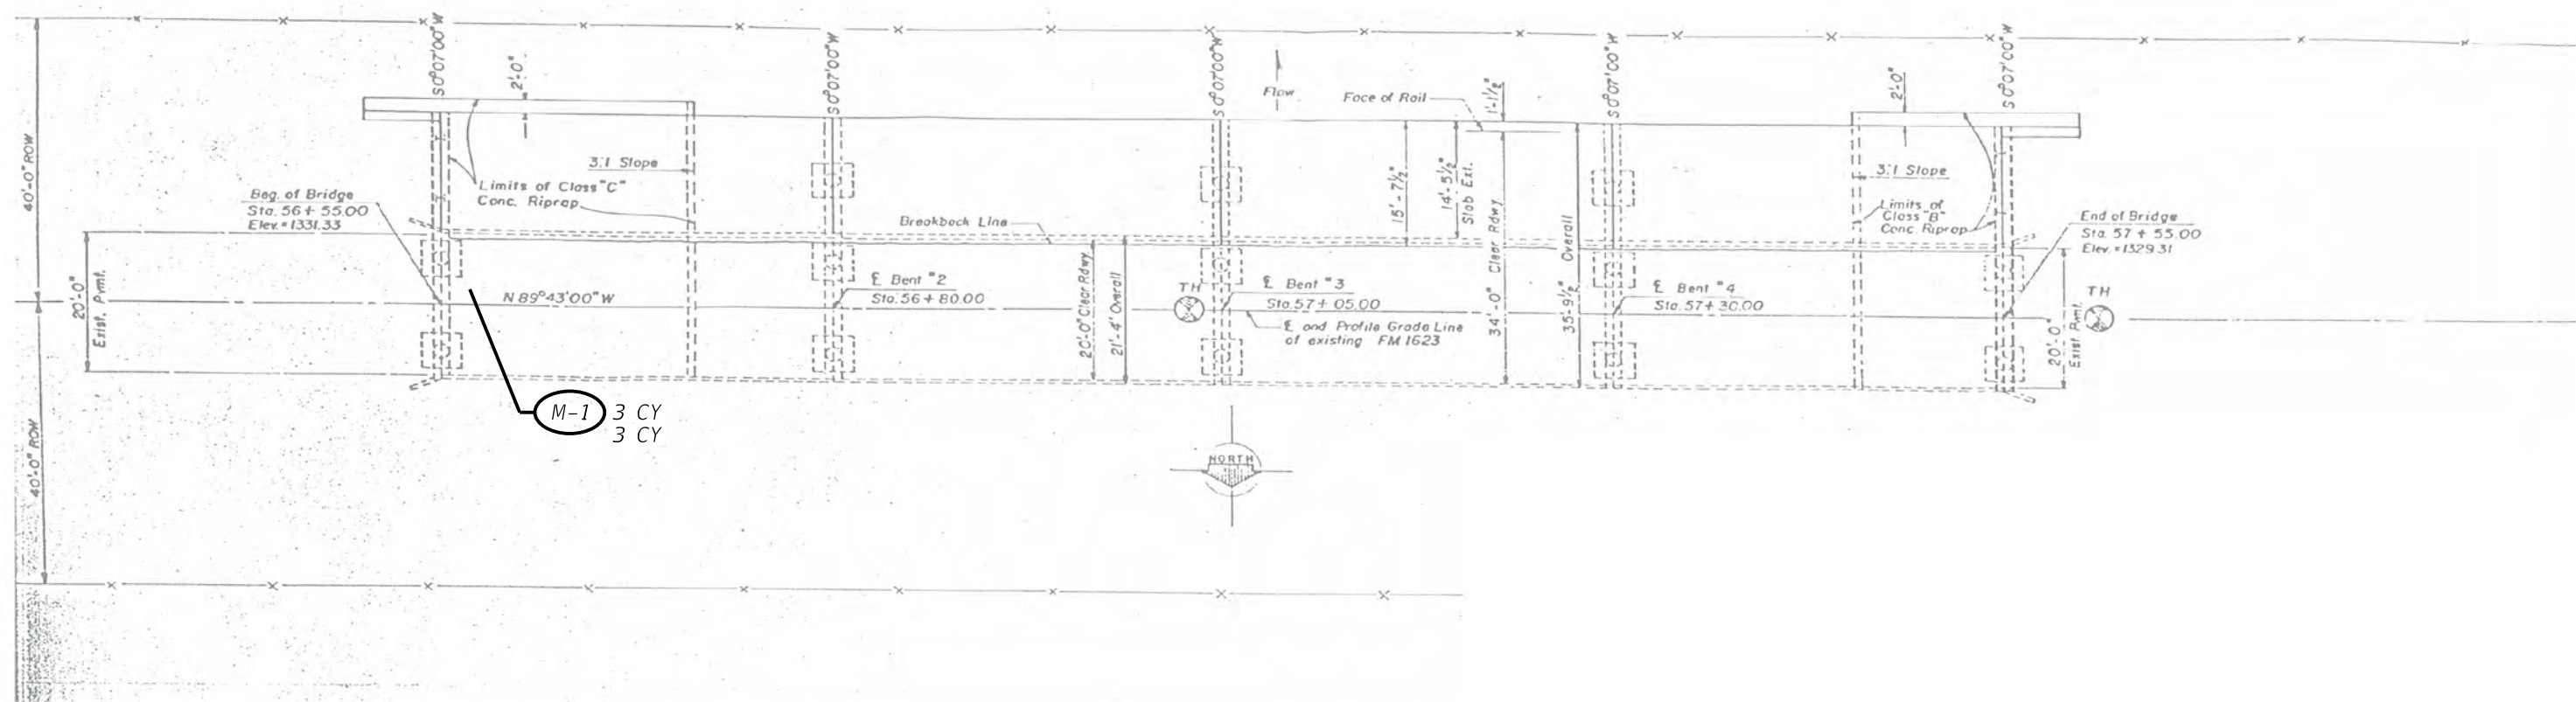 S 0°07'00" W
S 0°07'00" W
S 0°07'00" W
S 0°07'00" W
S 0°07'00" W
40'-0" ROW
2'-0"
Flow
Face of Rail
1'-1½"
2'-0"
3:1 Slope
Limits of Class "C"
Conc. Riprap
Beg. of Bridge
Sta. 56 + 55.00
Elev. = 1331.33
Breakback Line
15'-7½"
14'-5½"
Slab Ext.
34'-0" Clear Rdwy
35'-9½" Overall
3:1 Slope
Limits of
Class "B"
Conc. Riprap
End of Bridge
Sta. 57 + 55.00
Elev. = 1329.31
20'-0"
Exist. Pvmt.
N 89°43'00" W
℄ Bent #2
Sta. 56 + 80.00
20'-0" Clear Rdwy
21'-4" Overall
TH
℄ Bent #3
Sta. 57 + 05.00
℄ and Profile Grade Line
of existing FM 1623
℄ Bent #4
Sta. 57 + 30.00
20'-0"
Exist. Pvmt.
TH
M-1 3 CY
3 CY
40'-0" ROW
NORTH